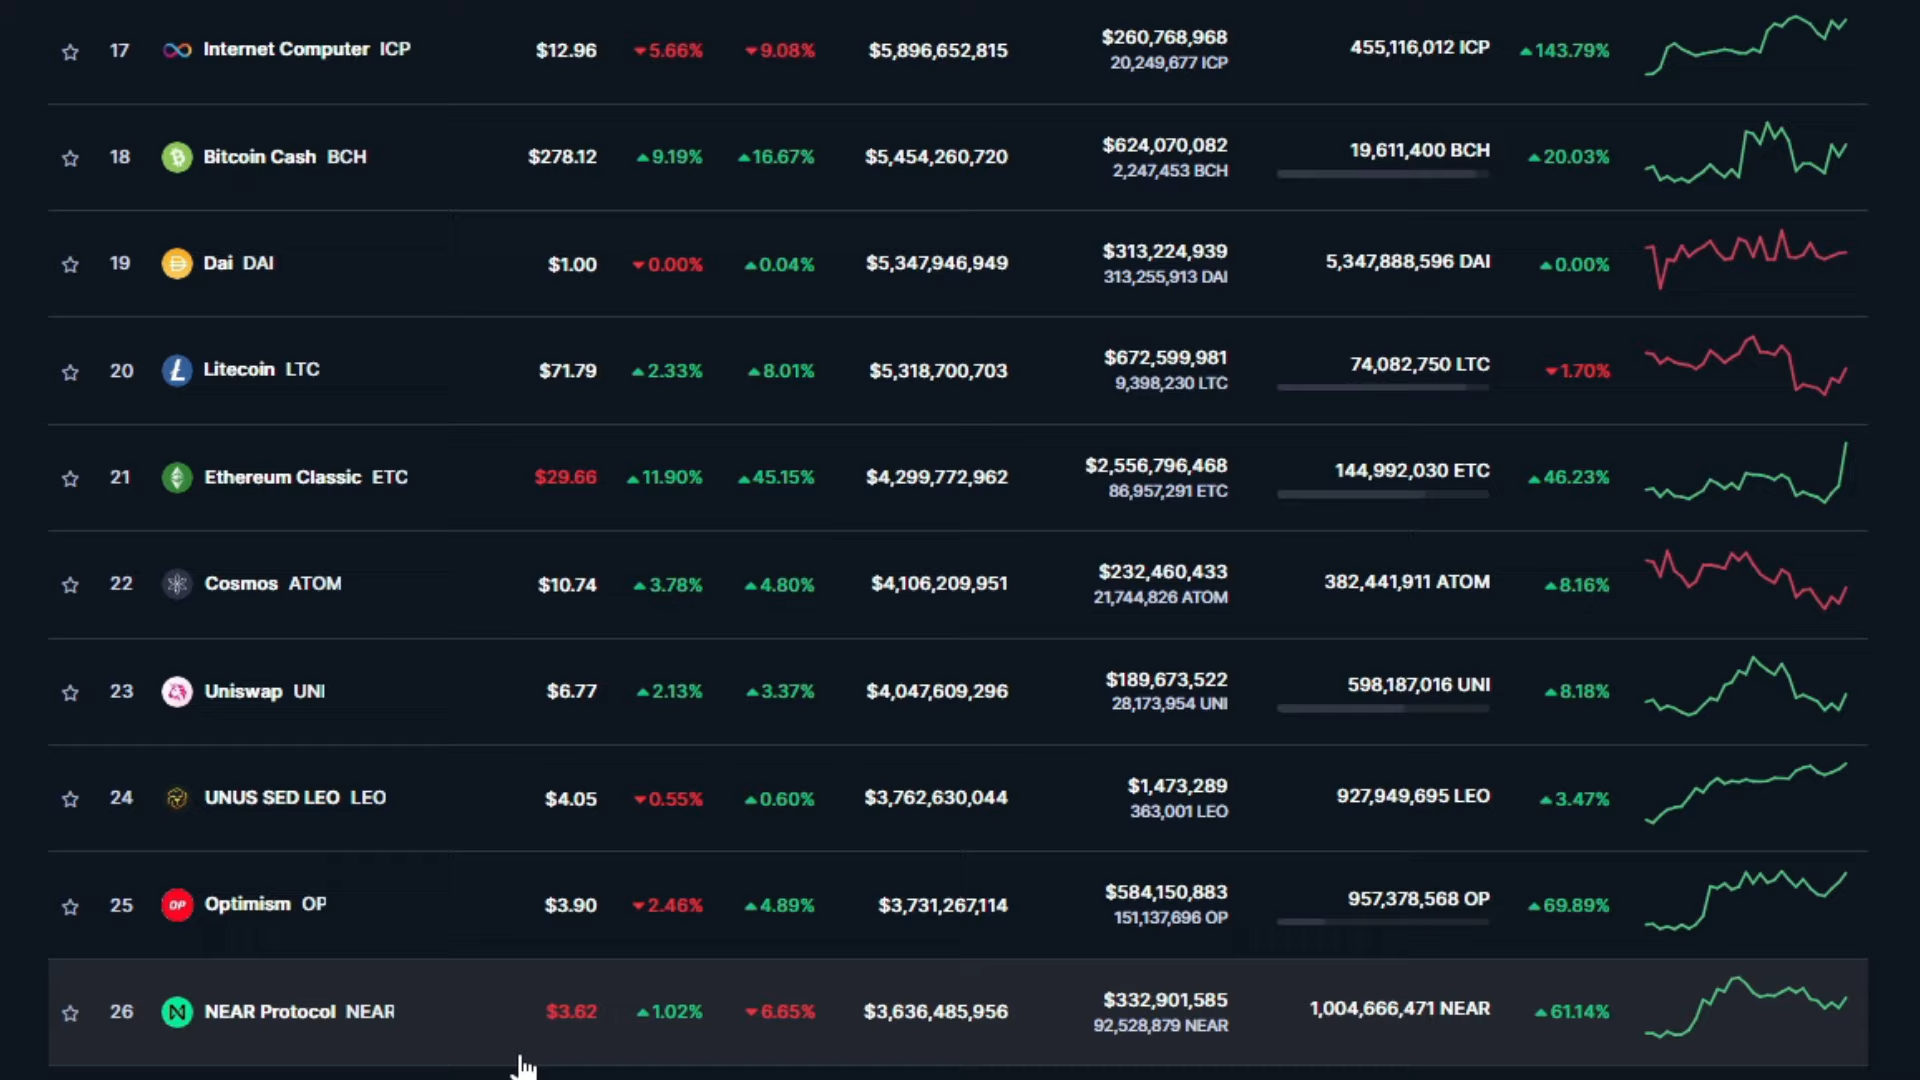 17 Internet Computer ICP $12.96 5.66% 9.08% $5,896,652,815 $260,768,968 455,116,012 ICP 143.79%
20,249,677 ICP
18 Bitcoin Cash BCH $278.12 9.19% 16.67% $5,454,260,720 $624,070,082 19,611,400 BCH 20.03%
2,247,453 BCH
19 Dai DAI $1.00 0.00% 0.04% $5,347,946,949 $313,224,939 5,347,888,596 DAI 0.00%
313,255,913 DAI
20 Litecoin LTC $71.79 2.33% 8.01% $5,318,700,703 $672,599,981 74,082,750 LTC 1.70%
9,398,230 LTC
21 Ethereum Classic ETC $29.66 11.90% 45.15% $4,299,772,962 $2,556,796,468 144,992,030 ETC 46.23%
86,957,291 ETC
22 Cosmos ATOM $10.74 3.78% 4.80% $4,106,209,951 $232,460,433 382,441,911 ATOM 8.16%
21,744,826 ATOM
23 Uniswap UNI $6.77 2.13% 3.37% $4,047,609,296 $189,673,522 598,187,016 UNI 8.18%
28,173,954 UNI
24 UNUS SED LEO LEO $4.05 0.55% 0.60% $3,762,630,044 $1,473,289 927,949,695 LEO 3.47%
363,001 LEO
25 OP Optimism OP $3.90 2.46% 4.89% $3,731,267,114 $584,150,883 957,378,568 OP 69.89%
151,137,696 OP
26 NEAR Protocol NEAR $3.62 1.02% 6.65% $3,636,485,956 $332,901,585 1,004,666,471 NEAR 61.14%
92,528,879 NEAR